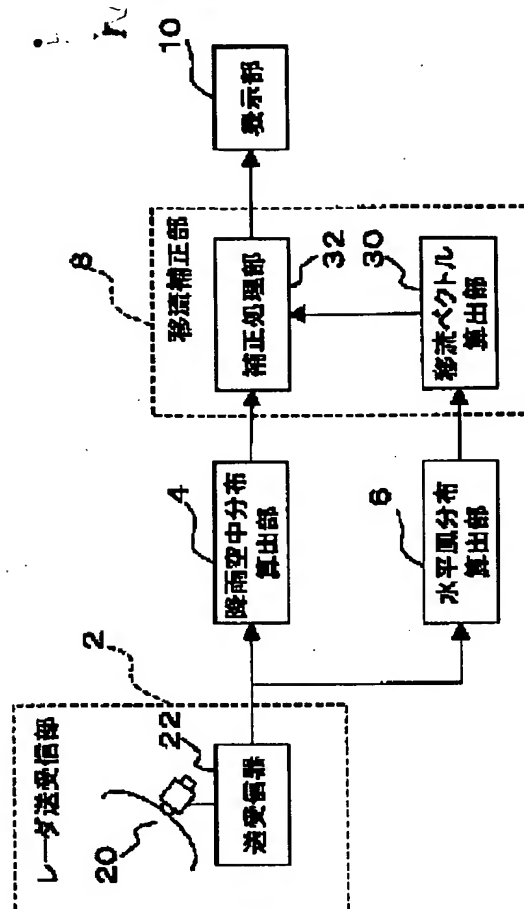 2
レーダ送受信部
20
22
送受信器
4
降雨空中分布
算出部
6
水平風分布
算出部
8
移流補正部
補正処理部
32
30
移流ベクトル
算出部
10
表示部